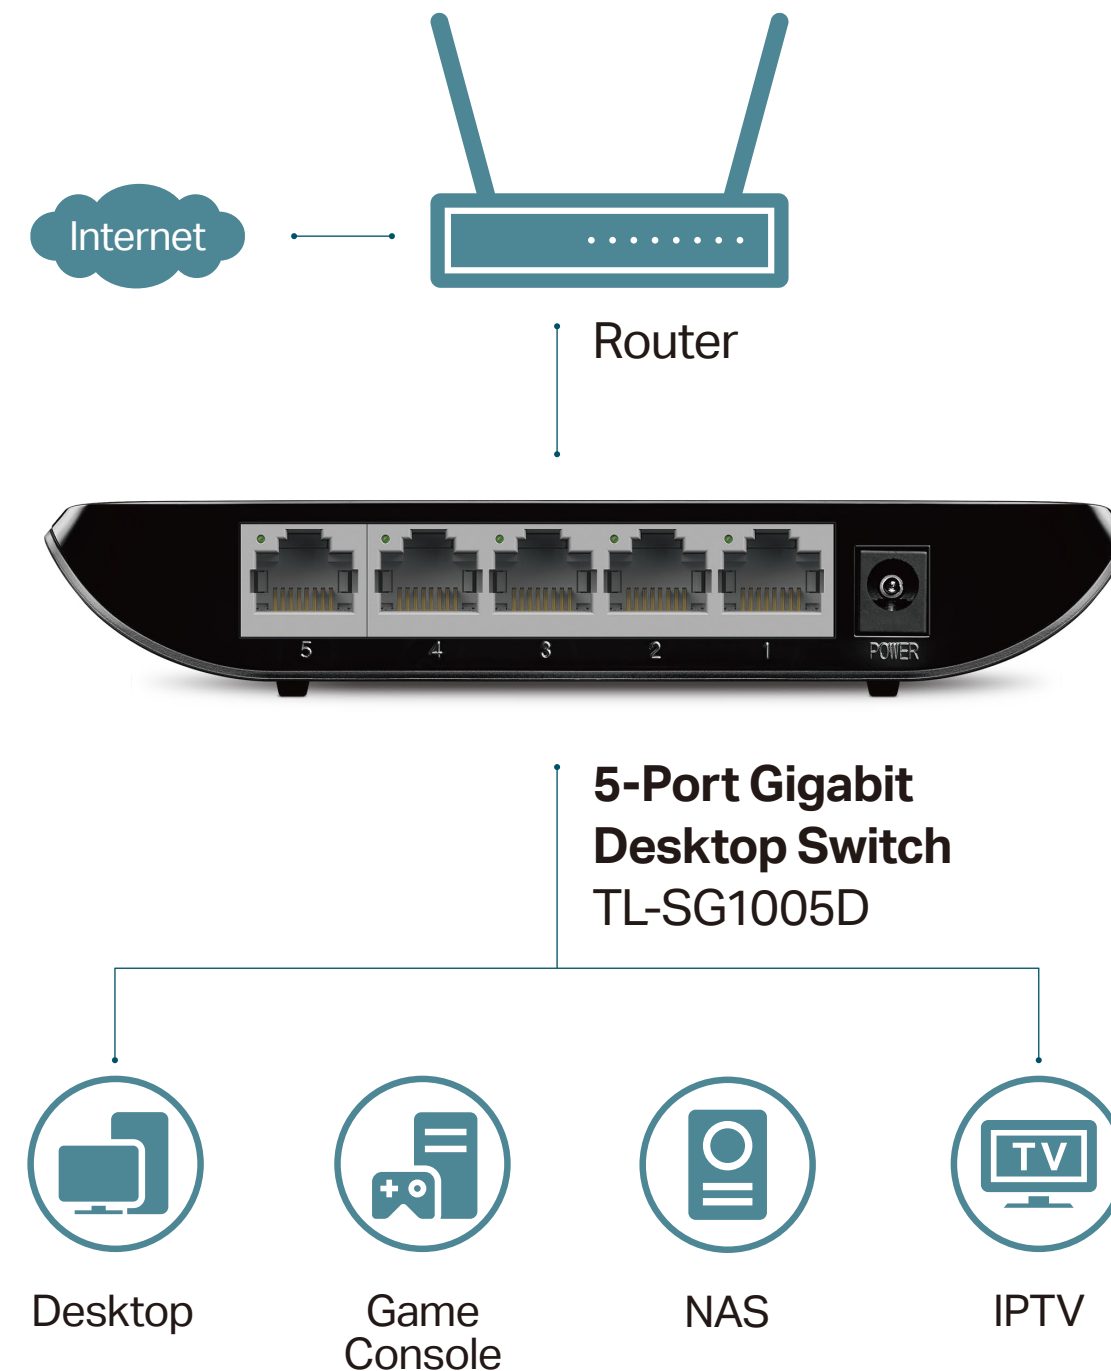 Internet
Router
5 4 3 2 1 POWER
5-Port Gigabit
Desktop Switch
TL-SG1005D
TV
Desktop
Game
Console
NAS
IPTV